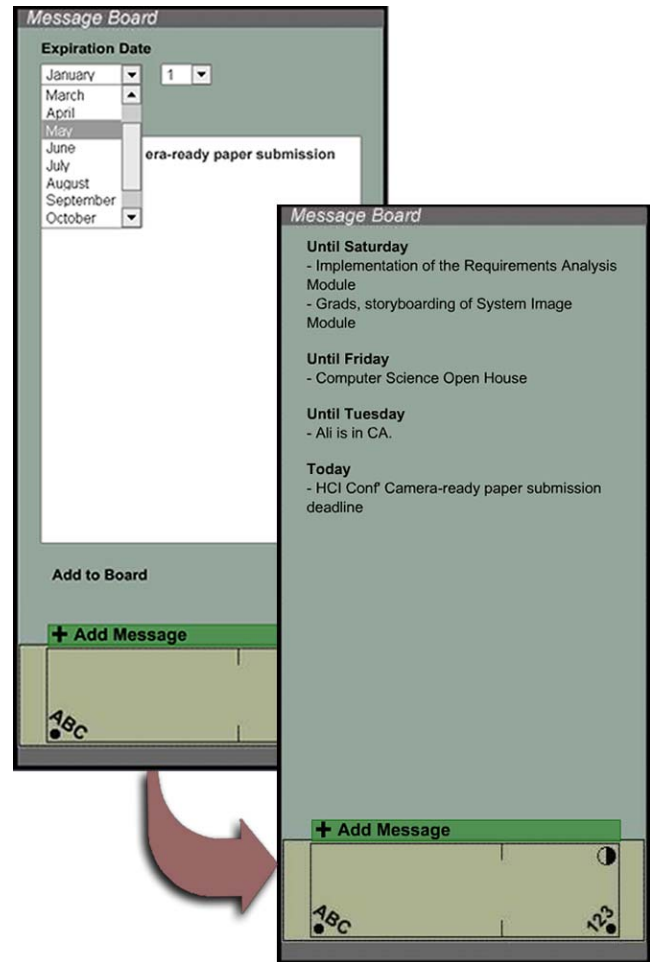 Message Board
Expiration Date
January 1
March
April
May
June
July
August
September
October
era-ready paper submission
Add to Board
+ Add Message
ABC
Message Board
Until Saturday
- Implementation of the Requirements Analysis
Module
- Grads, storyboarding of System Image
Module
Until Friday
- Computer Science Open House
Until Tuesday
- Ali is in CA.
Today
- HCI Conf' Camera-ready paper submission
deadline
+ Add Message
ABC 123